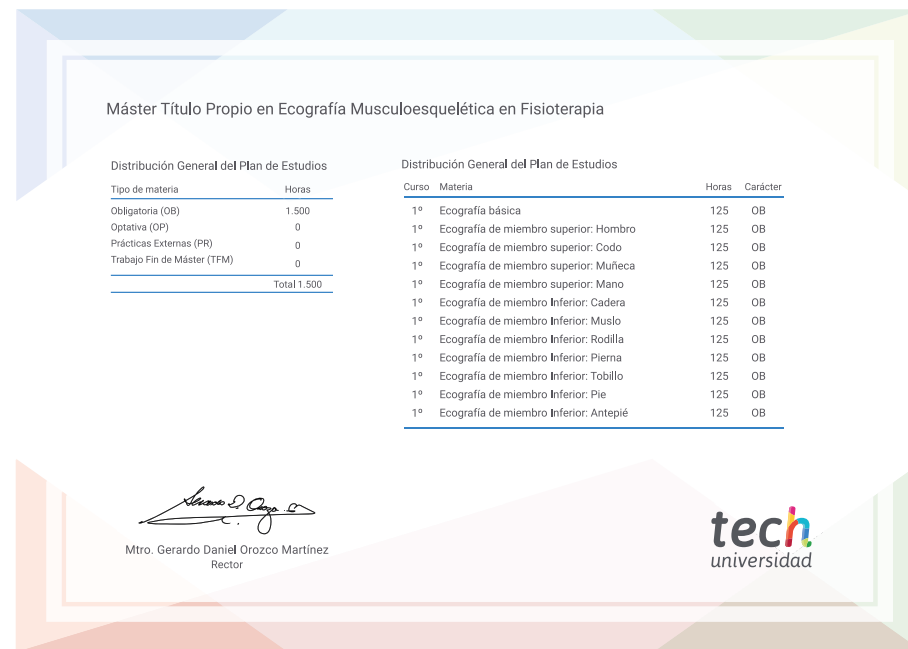 Máster Título Propio en Ecografía Musculoesquelética en Fisioterapia
Distribución General del Plan de Estudios
Tipo de materia Horas
Obligatoria (OB) 1.500
Optativa (OP) 0
Prácticas Externas (PR) 0
Trabajo Fin de Máster (TFM) 0
Total 1.500
Distribución General del Plan de Estudios
Curso Materia Horas Carácter
1º Ecografía básica 125 OB
1º Ecografía de miembro superior: Hombro 125 OB
1º Ecografía de miembro superior: Codo 125 OB
1º Ecografía de miembro superior: Muñeca 125 OB
1º Ecografía de miembro superior: Mano 125 OB
1º Ecografía de miembro Inferior: Cadera 125 OB
1º Ecografía de miembro Inferior: Muslo 125 OB
1º Ecografía de miembro Inferior: Rodilla 125 OB
1º Ecografía de miembro Inferior: Pierna 125 OB
1º Ecografía de miembro Inferior: Tobillo 125 OB
1º Ecografía de miembro Inferior: Pie 125 OB
1º Ecografía de miembro Inferior: Antepié 125 OB
Mtro. Gerardo Daniel Orozco Martínez
Rector
tech
universidad